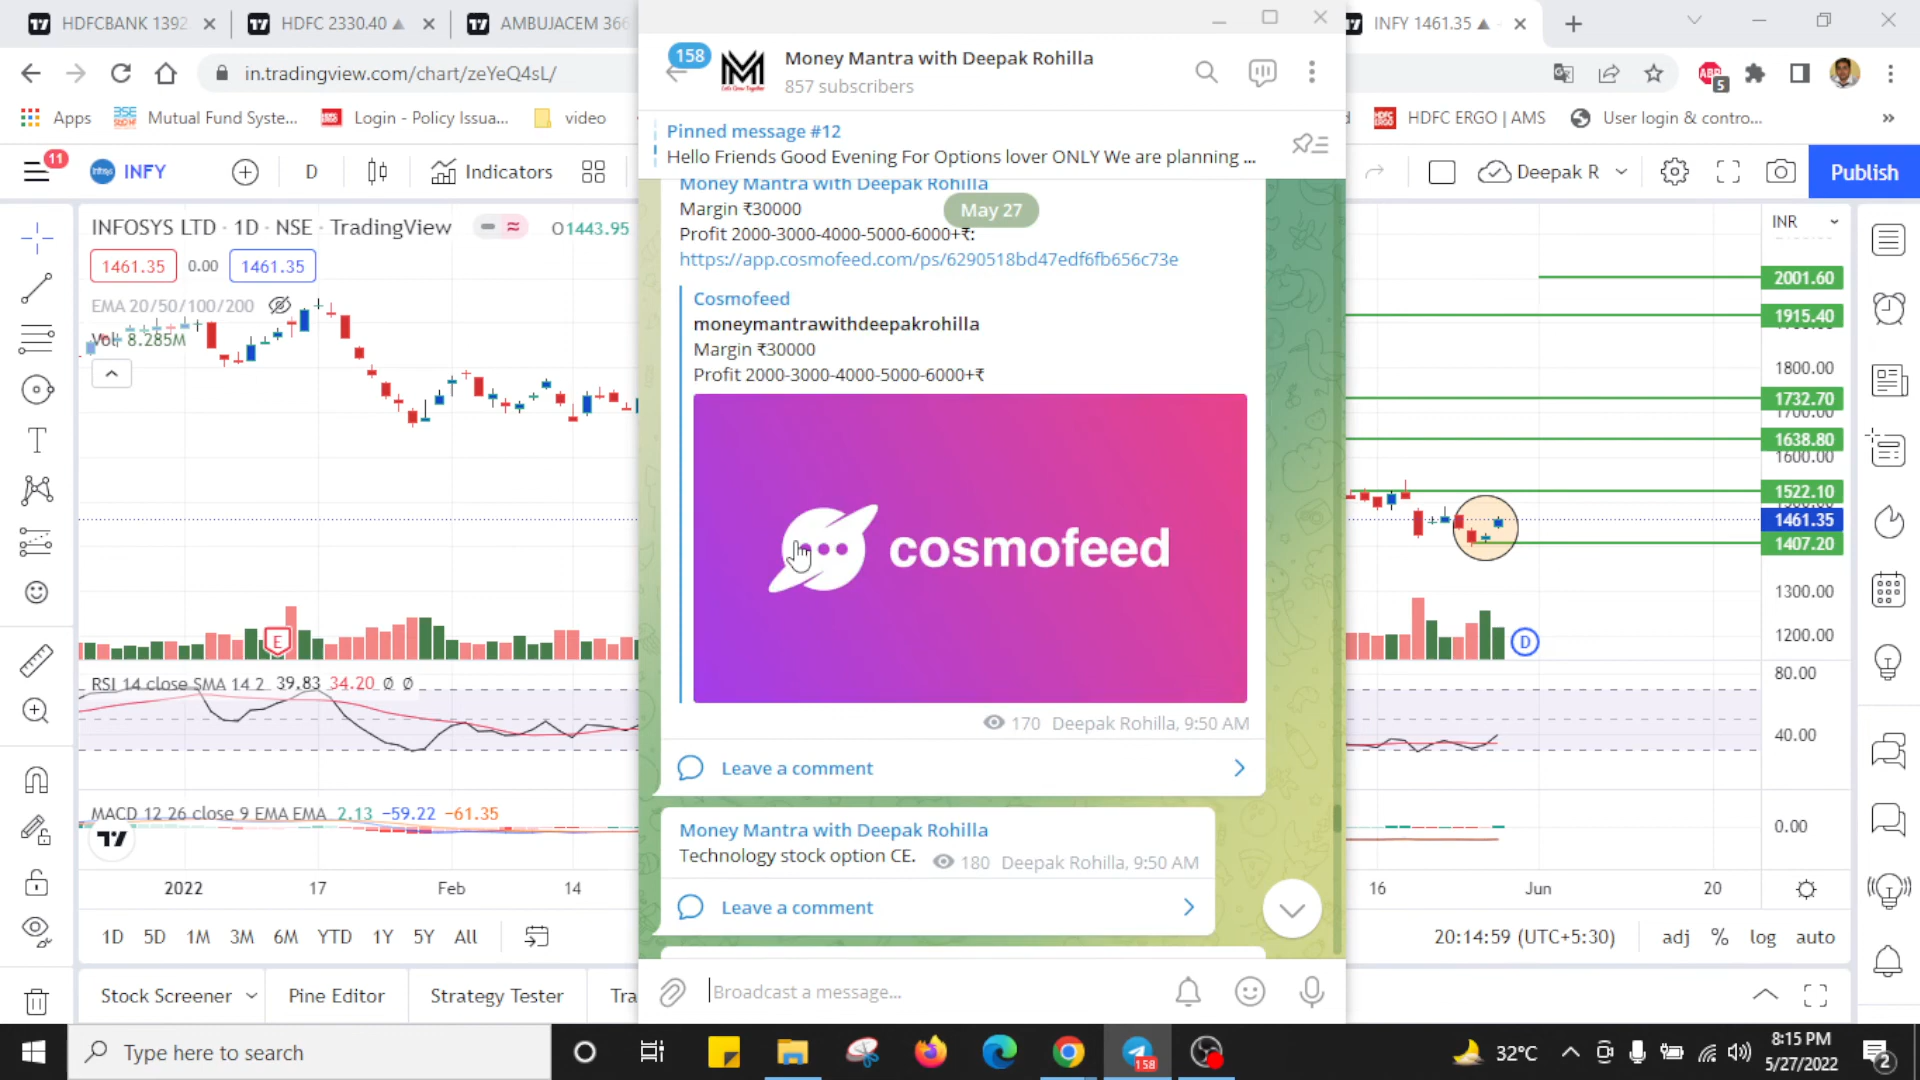 HDFCBANK 1392
HDFC 2330.40
AMBUJACEM 366
INFY 1461.35
in.tradingview.com/chart/zeYeQ4sL/
ABP
5
Apps
Mutual Fund Syste...
Login - Policy Issua...
video
HDFC ERGO | AMS
User login & contro...
»
158
Money Mantra with Deepak Rohilla
857 subscribers
Pinned message #12
Hello Friends Good Evening For Options lover ONLY We are planning ...
11
INFY
D
Indicators
Deepak R
Publish
INFOSYS LTD · 1D · NSE · TradingView
O1443.95
1461.35
0.00
1461.35
EMA 20/50/100/200
Vol 8.285M
E
RSI 14 close SMA 14 2 39.83 34.20 Ø Ø
MACD 12 26 close 9 EMA EMA 2.13 −59.22 −61.35
2022
17
Feb
14
1D 5D 1M 3M 6M YTD 1Y 5Y All
Stock Screener
Pine Editor
Strategy Tester
Tra
Money Mantra with Deepak Rohilla
May 27
Margin ₹30000
Profit 2000-3000-4000-5000-6000+₹:
https://app.cosmofeed.com/ps/6290518bd47edf6fb656c73e
Cosmofeed
moneymantrawithdeepakrohilla
Margin ₹30000
Profit 2000-3000-4000-5000-6000+₹
cosmofeed
170 Deepak Rohilla, 9:50 AM
Leave a comment
Money Mantra with Deepak Rohilla
Technology stock option CE.
180 Deepak Rohilla, 9:50 AM
Leave a comment
Broadcast a message...
INR
2001.60
1915.40
1800.00
1732.70
1700.00
1638.80
1600.00
1522.10
1461.35
1407.20
1300.00
1200.00
D
80.00
40.00
0.00
16
Jun
20
20:14:59 (UTC+5:30)
adj % log auto
Type here to search
158
32°C
8:15 PM
5/27/2022
2